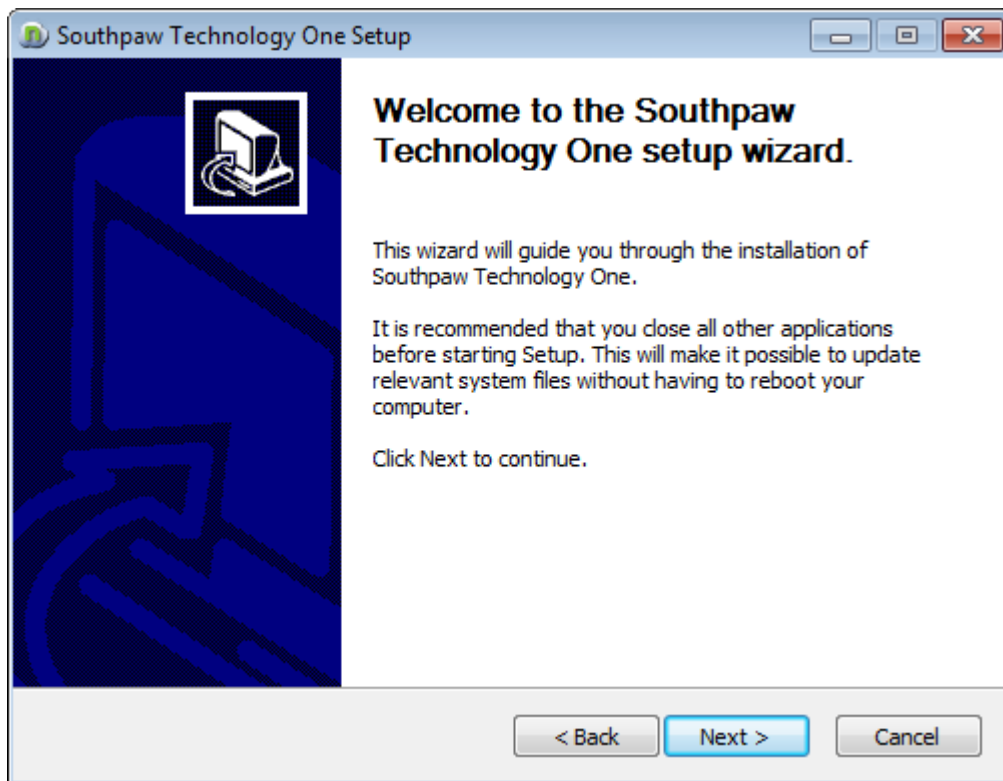 Southpaw Technology One Setup
Welcome to the Southpaw
Technology One setup wizard.
This wizard will guide you through the installation of
Southpaw Technology One.
It is recommended that you close all other applications
before starting Setup. This will make it possible to update
relevant system files without having to reboot your
computer.
Click Next to continue.
< Back
Next >
Cancel